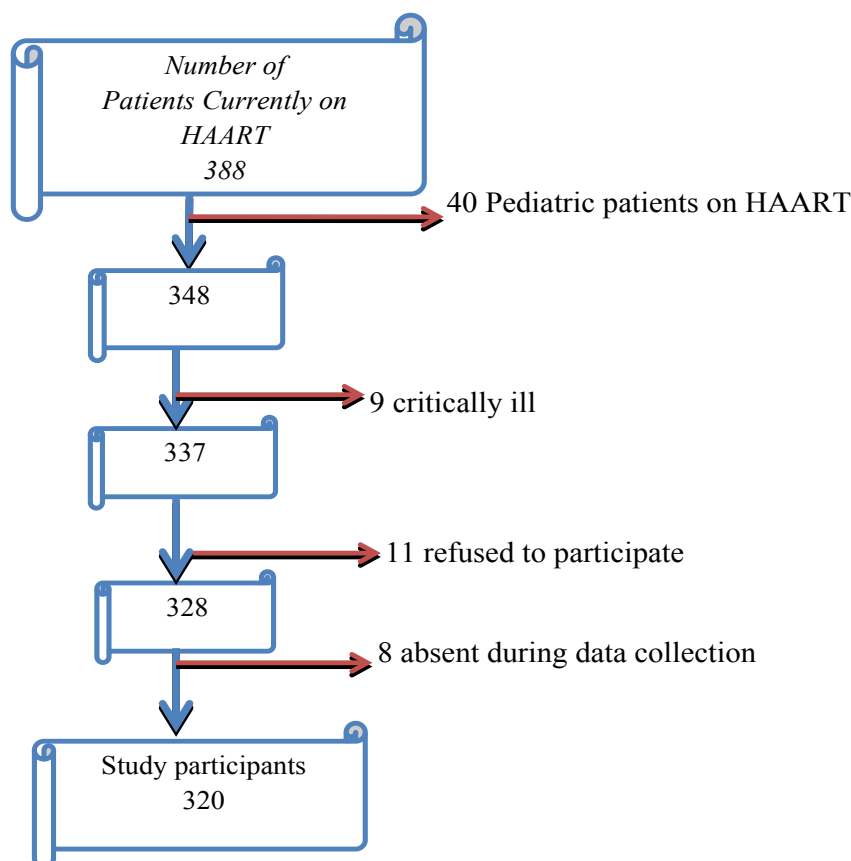 Number of
Patients Currently on
HAART
388
40 Pediatric patients on HAART
348
9 critically ill
337
11 refused to participate
328
8 absent during data collection
Study participants
320